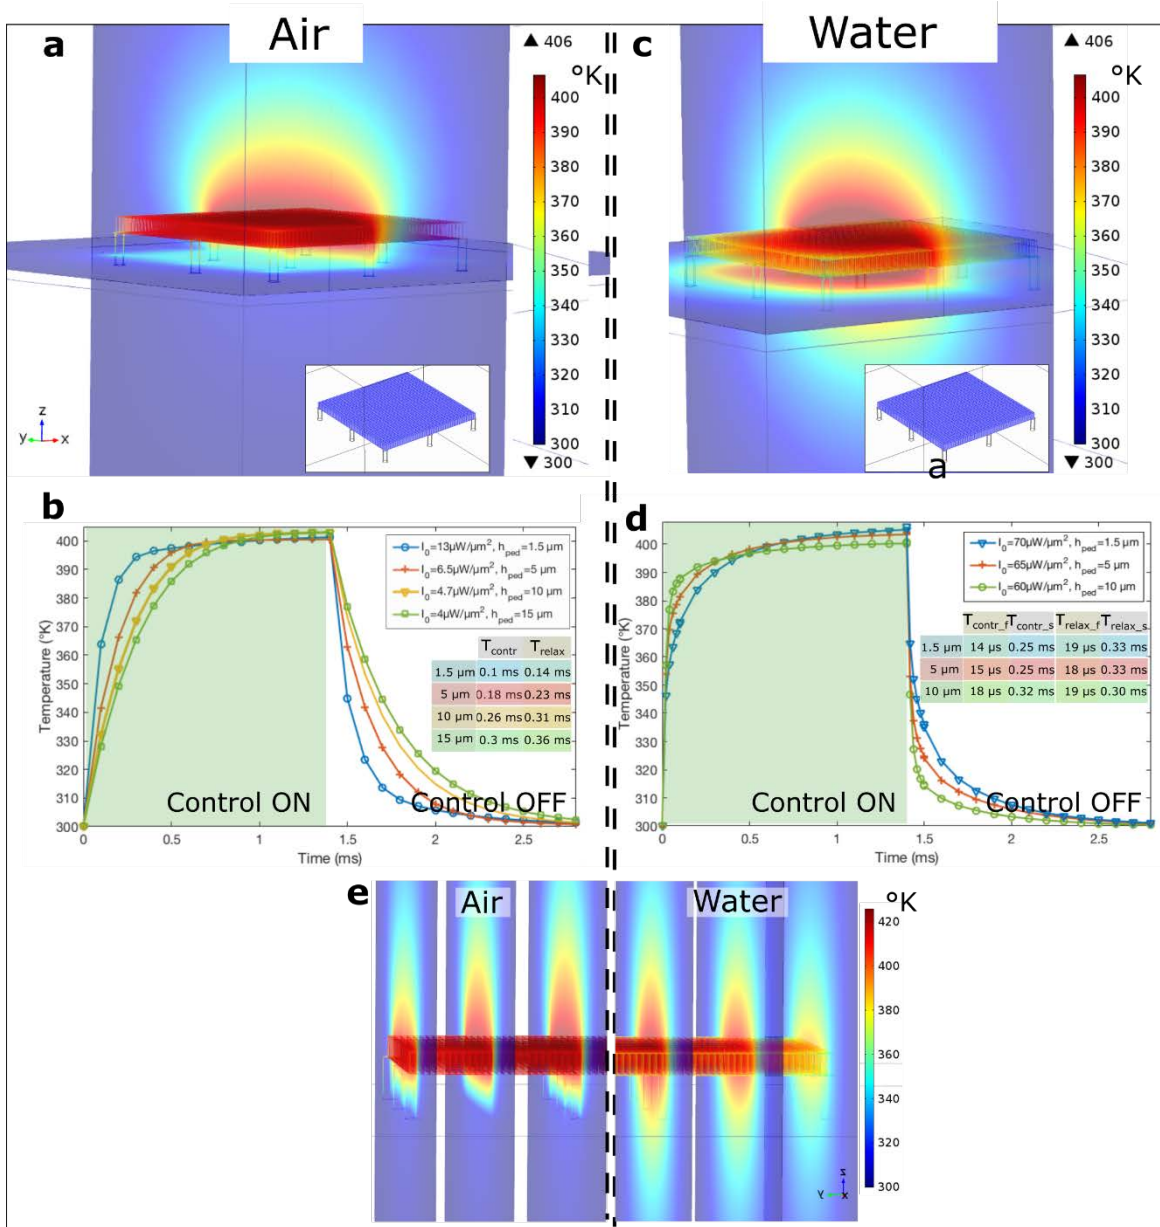 a
Air
▲ 406
°K
400
390
380
370
360
350
340
330
320
310
300
▼ 300
z
y
x
c
Water
▲ 406
°K
400
390
380
370
360
350
340
330
320
310
300
▼ 300
a
b
Temperature (°K)
400
390
380
370
360
350
340
330
320
310
300
I₀=13µW/µm², hped=1.5 µm
I₀=6.5µW/µm², hped=5 µm
I₀=4.7µW/µm², hped=10 µm
I₀=4µW/µm², hped=15 µm
Tcontr Trelax
1.5 µm 0.1 ms 0.14 ms
5 µm 0.18 ms 0.23 ms
10 µm 0.26 ms 0.31 ms
15 µm 0.3 ms 0.36 ms
Control ON
Control OFF
0 0.5 1 1.5 2 2.5
Time (ms)
d
Temperature (°K)
400
390
380
370
360
350
340
330
320
310
300
I₀=70µW/µm², hped=1.5 µm
I₀=65µW/µm², hped=5 µm
I₀=60µW/µm², hped=10 µm
Tcontr_f Tcontr_s Trelax_f Trelax_s
1.5 µm 14 µs 0.25 ms 19 µs 0.33 ms
5 µm 15 µs 0.25 ms 18 µs 0.33 ms
10 µm 18 µs 0.32 ms 19 µs 0.30 ms
Control ON
Control OFF
0 0.5 1 1.5 2 2.5
Time (ms)
e
Air
Water
°K
420
400
380
360
340
320
300
z
y
x